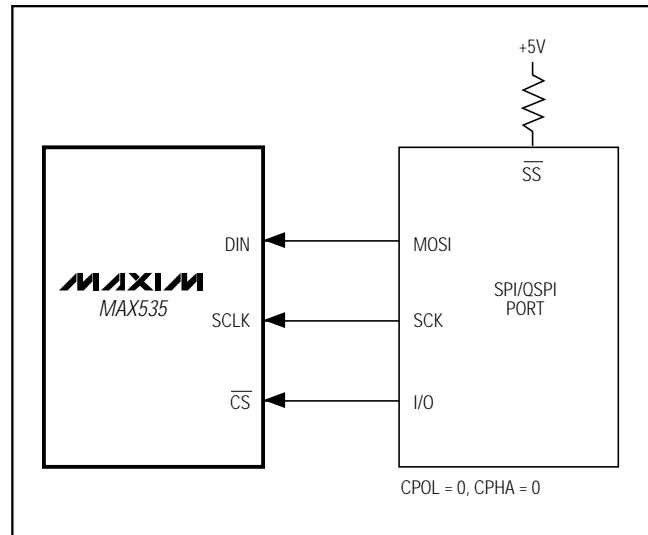 +5V
SS
DIN
MOSI
MAXIM
MAX535
SPI/QSPI
PORT
SCLK
SCK
CS
I/O
CPOL = 0, CPHA = 0